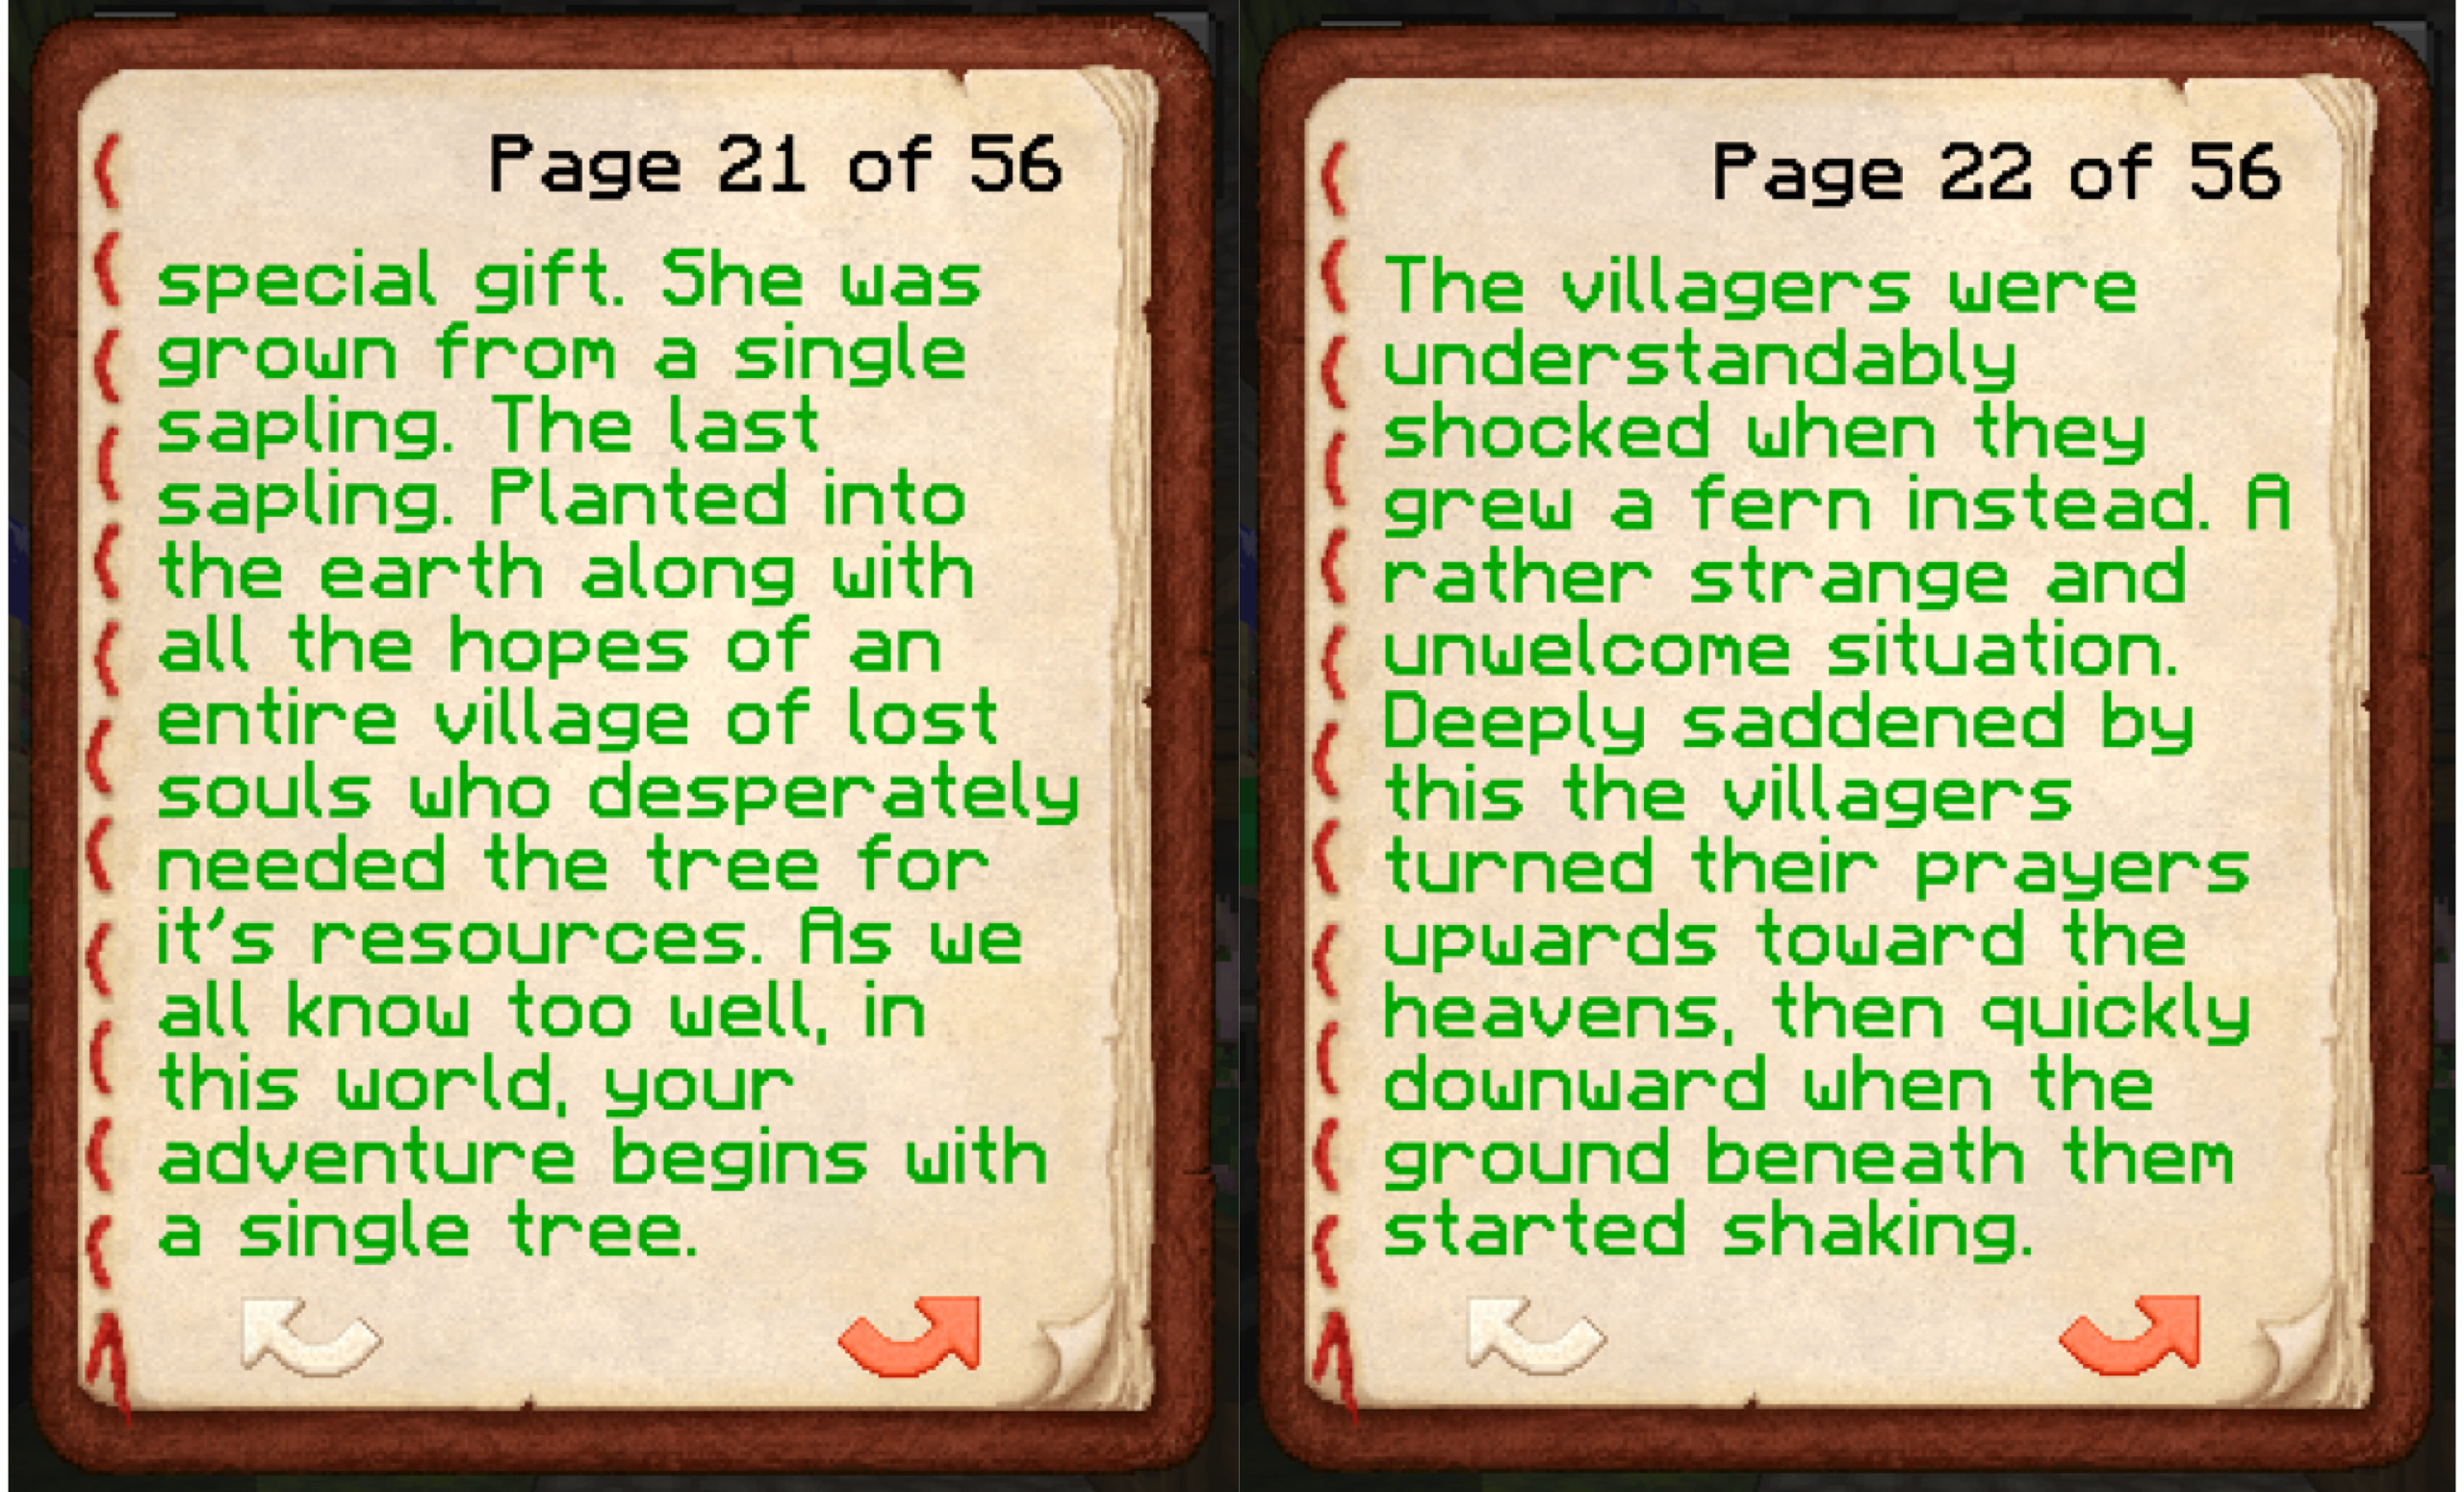 Page 21 of 56
special gift. She was
grown from a single
sapling. The last
sapling. Planted into
the earth along with
all the hopes of an
entire village of lost
souls who desperately
needed the tree for
it's resources. As we
all know too well, in
this world, your
adventure begins with
a single tree.
Page 22 of 56
The villagers were
understandably
shocked when they
grew a fern instead. A
rather strange and
unwelcome situation.
Deeply saddened by
this the villagers
turned their prayers
upwards toward the
heavens, then quickly
downward when the
ground beneath them
started shaking.